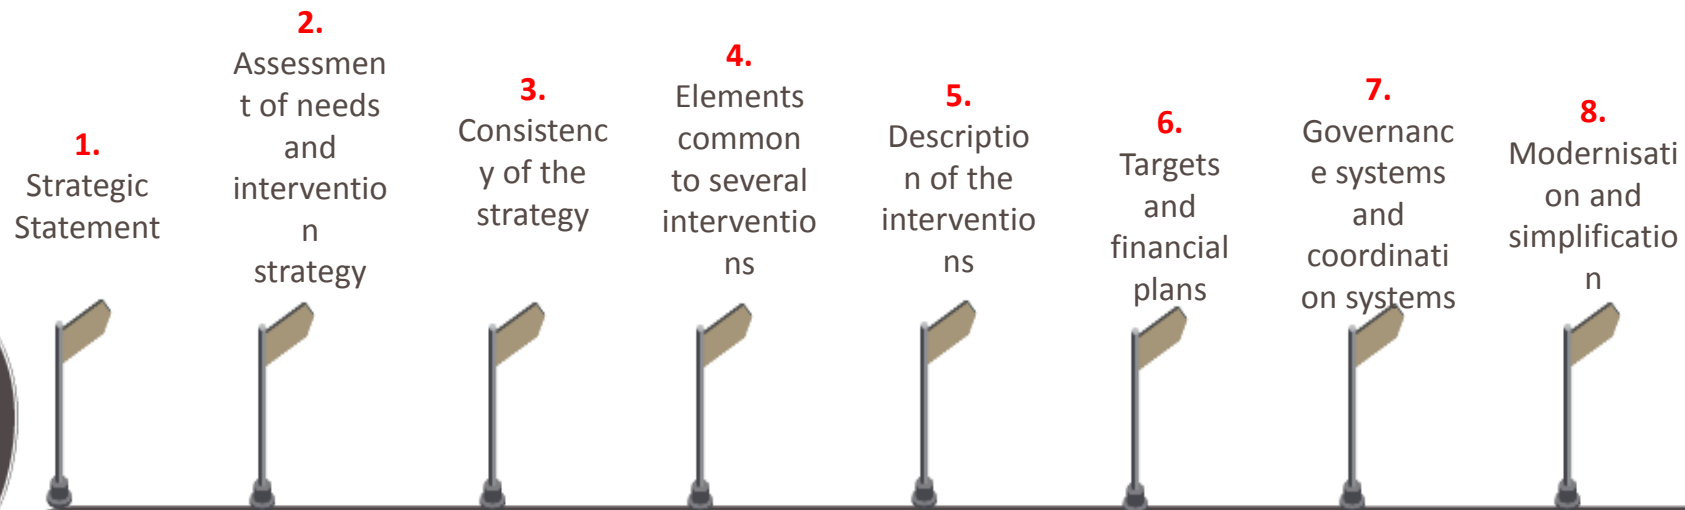 1.
Strategic
Statement
2.
Assessmen
t of needs
and
interventio
n
strategy
3.
Consistenc
y of the
strategy
4.
Elements
common
to several
interventio
ns
5.
Descriptio
n of the
interventio
ns
6.
Targets
and
financial
plans
7.
Governanc
e systems
and
coordinati
on systems
8.
Modernisati
on and
simplificatio
n